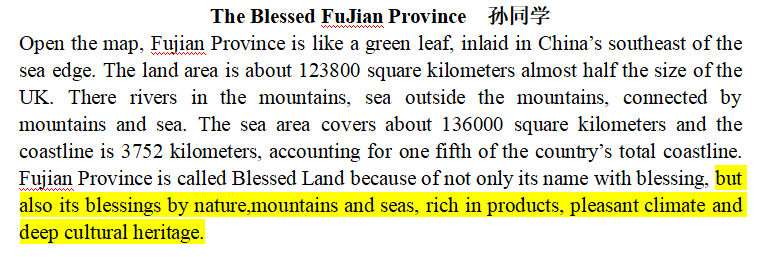 The Blessed FuJian Province 孙同学
Open the map, Fujian Province is like a green leaf, inlaid in China’s southeast of the
sea edge. The land area is about 123800 square kilometers almost half the size of the
UK. There rivers in the mountains, sea outside the mountains, connected by
mountains and sea. The sea area covers about 136000 square kilometers and the
coastline is 3752 kilometers, accounting for one fifth of the country’s total coastline.
Fujian Province is called Blessed Land because of not only its name with blessing, but
also its blessings by nature,mountains and seas, rich in products, pleasant climate and
deep cultural heritage.